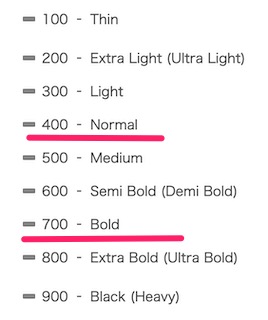 100 - Thin
200 - Extra Light (Ultra Light)
300 - Light
400 - Normal
500 - Medium
600 - Semi Bold (Demi Bold)
700 - Bold
800 - Extra Bold (Ultra Bold)
900 - Black (Heavy)